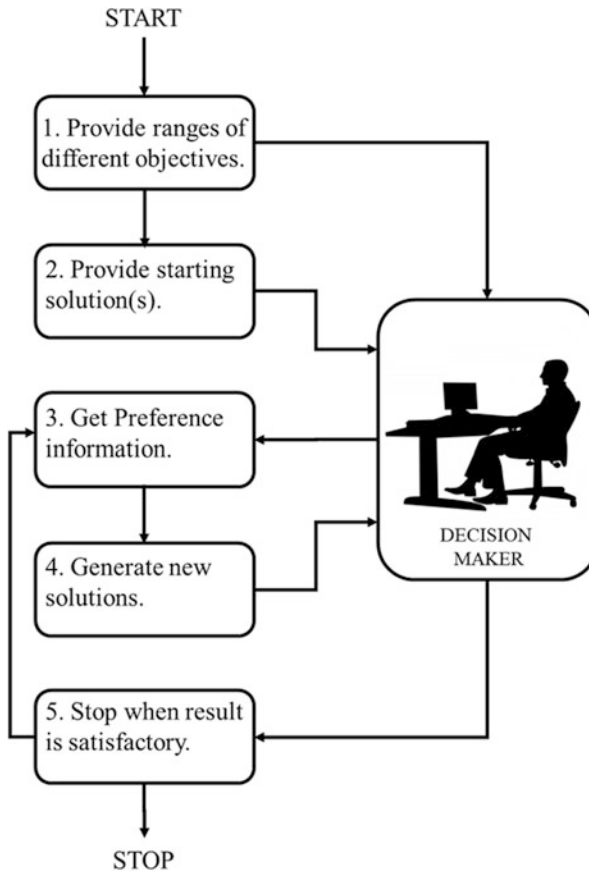 START
1. Provide ranges of
different objectives.
2. Provide starting
solution(s).
3. Get Preference
information.
4. Generate new
solutions.
DECISION
MAKER
5. Stop when result
is satisfactory.
STOP